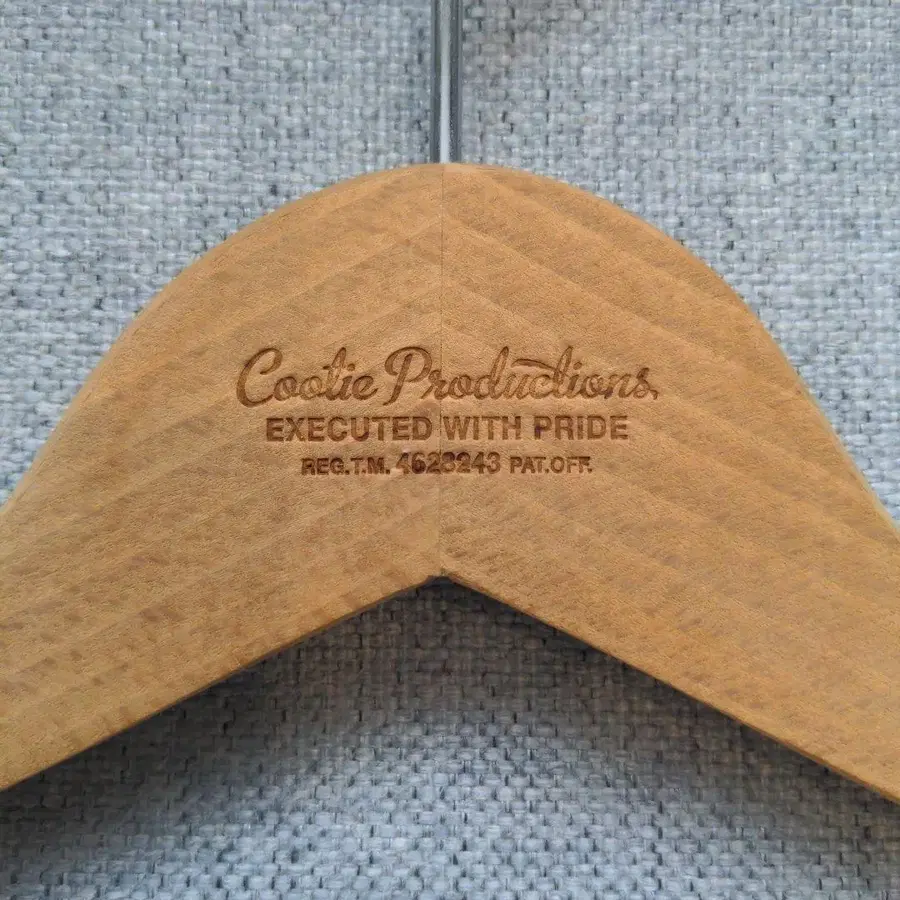 Cootie Productions.
EXECUTED WITH PRIDE
REG.T.M. 4623243 PAT.OFF.